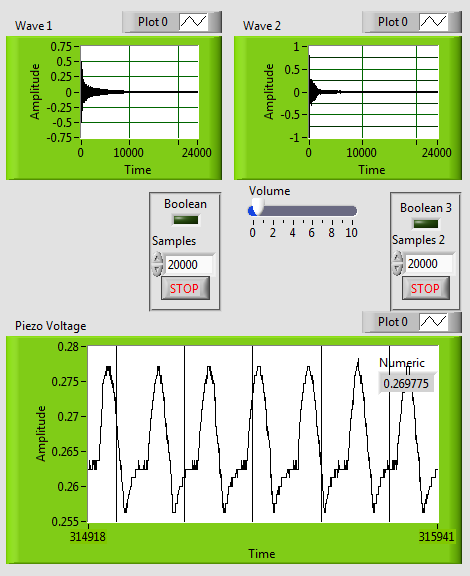 Wave 1
Plot 0
Wave 2
Plot 0
0.75
0.5
0.25
0
-0.25
-0.5
-0.75
Amplitude
0
10000
24000
Time
1
0.5
0
-0.5
-1
Amplitude
0
10000
24000
Time
Boolean
Samples
20000
STOP
Volume
0 2 4 6 8 10
Boolean 3
Samples 2
20000
STOP
Piezo Voltage
Plot 0
0.28
0.275
0.27
0.265
0.26
0.255
Amplitude
Numeric
0.269775
314918
315941
Time